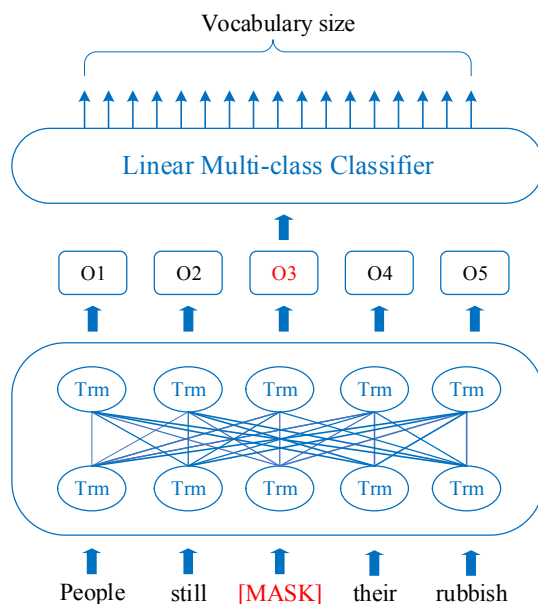 Vocabulary size
Linear Multi-class Classifier
O1 O2 O3 O4 O5
Trm Trm Trm Trm Trm
Trm Trm Trm Trm Trm
People still [MASK] their rubbish